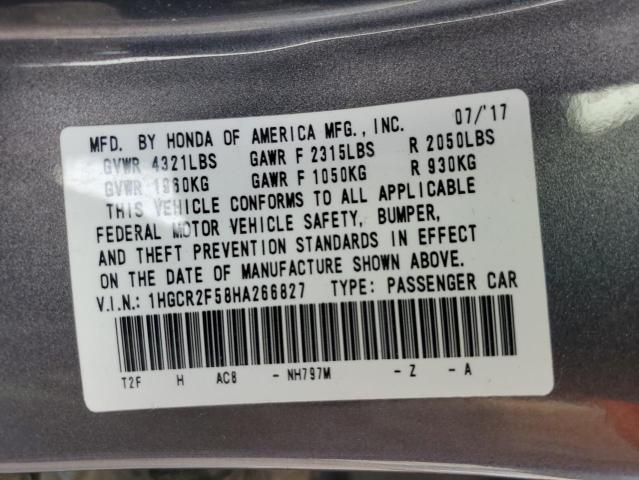 MFD. BY HONDA OF AMERICA MFG., INC. 07/'17
GVWR 4321LBS GAWR F 2315LBS R 2050LBS
GVWR 1960KG GAWR F 1050KG R 930KG
THIS VEHICLE CONFORMS TO ALL APPLICABLE
FEDERAL MOTOR VEHICLE SAFETY, BUMPER,
AND THEFT PREVENTION STANDARDS IN EFFECT
ON THE DATE OF MANUFACTURE SHOWN ABOVE.
V.I.N.: 1HGCR2F58HA266827 TYPE: PASSENGER CAR
T2F H AC8 - NH797M - Z - A